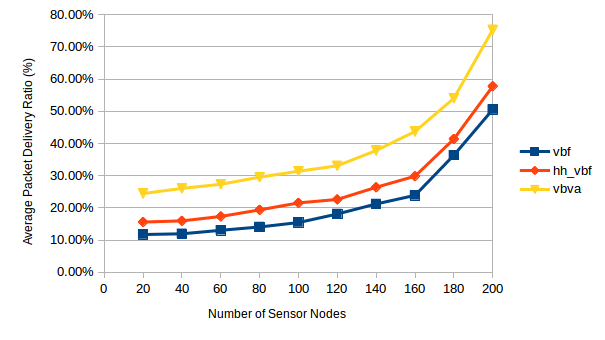 80.00%
70.00%
60.00%
50.00%
40.00%
30.00%
20.00%
10.00%
0.00%
Average Packet Delivery Ratio (%)
0 20 40 60 80 100 120 140 160 180 200
Number of Sensor Nodes
vbf
hh_vbf
vbva